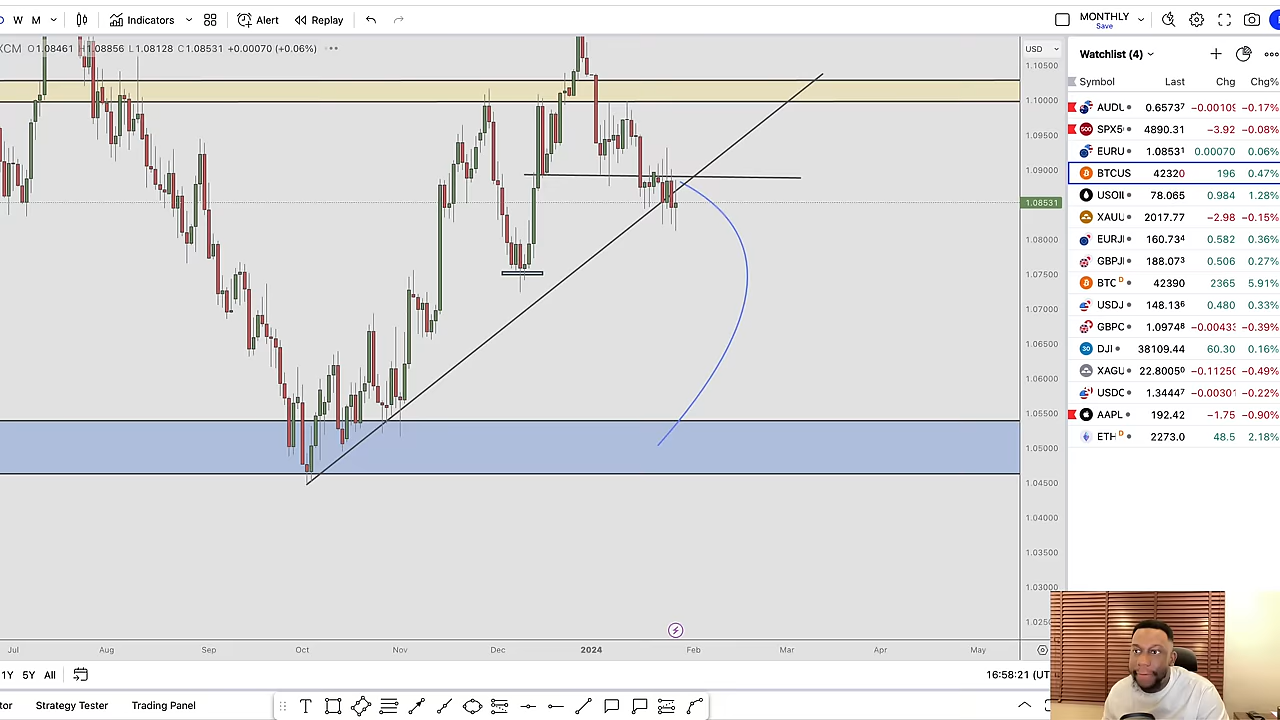 W M Indicators Alert Replay MONTHLY
Save
XCM O1.08461 H1.08856 L1.08128 C1.08531 +0.00070 (+0.06%) •••
USD
Watchlist (4)
Symbol Last Chg Chg%
1.10500
1.10000
1.09500
1.09000
1.08531
1.08000
1.07500
1.07000
1.06500
1.06000
1.05500
1.05000
1.04500
1.04000
1.03500
1.03000
AUDU 0.65737 −0.00109 −0.17%
SPX5 4890.31 −3.92 −0.08%
EURU 1.08531 0.00070 0.06%
BTCUS 42320 196 0.47%
USOI 78.065 0.984 1.28%
XAUU 2017.77 −2.98 −0.15%
EURJ 160.734 0.582 0.36%
GBPJ 188.073 0.506 0.27%
BTC D 42390 2365 5.91%
USDJ 148.136 0.480 0.33%
GBPC 1.09748 −0.00433 −0.39%
DJI 38109.44 60.30 0.16%
XAGU 22.8005 −0.1125 −0.49%
USDC 1.34447 −0.00301 −0.22%
AAPL 192.42 −1.75 −0.90%
ETH D 2273.0 48.5 2.18%
Jul Aug Sep Oct Nov Dec 2024 Feb Mar Apr May
1Y 5Y All 16:58:21 (UT
tor Strategy Tester Trading Panel